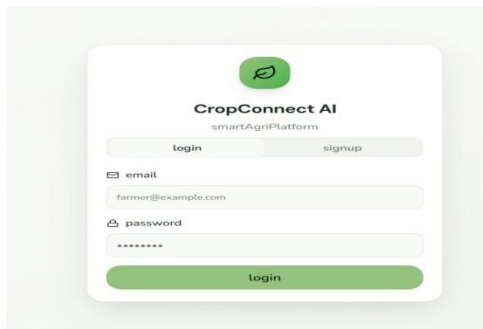 CropConnect AI
smartAgriPlatform
login signup
email
farmer@example.com
password
••••••••
login